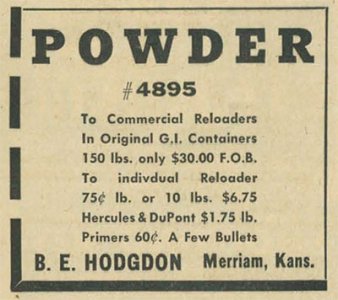 POWDER
#4895
To Commercial Reloaders
In Original G.I. Containers
150 lbs. only $30.00 F.O.B.
To indivdual Reloader
75¢ lb. or 10 lbs. $6.75
Hercules & DuPont $1.75 lb.
Primers 60¢. A Few Bullets
B. E. HODGDON Merriam, Kans.